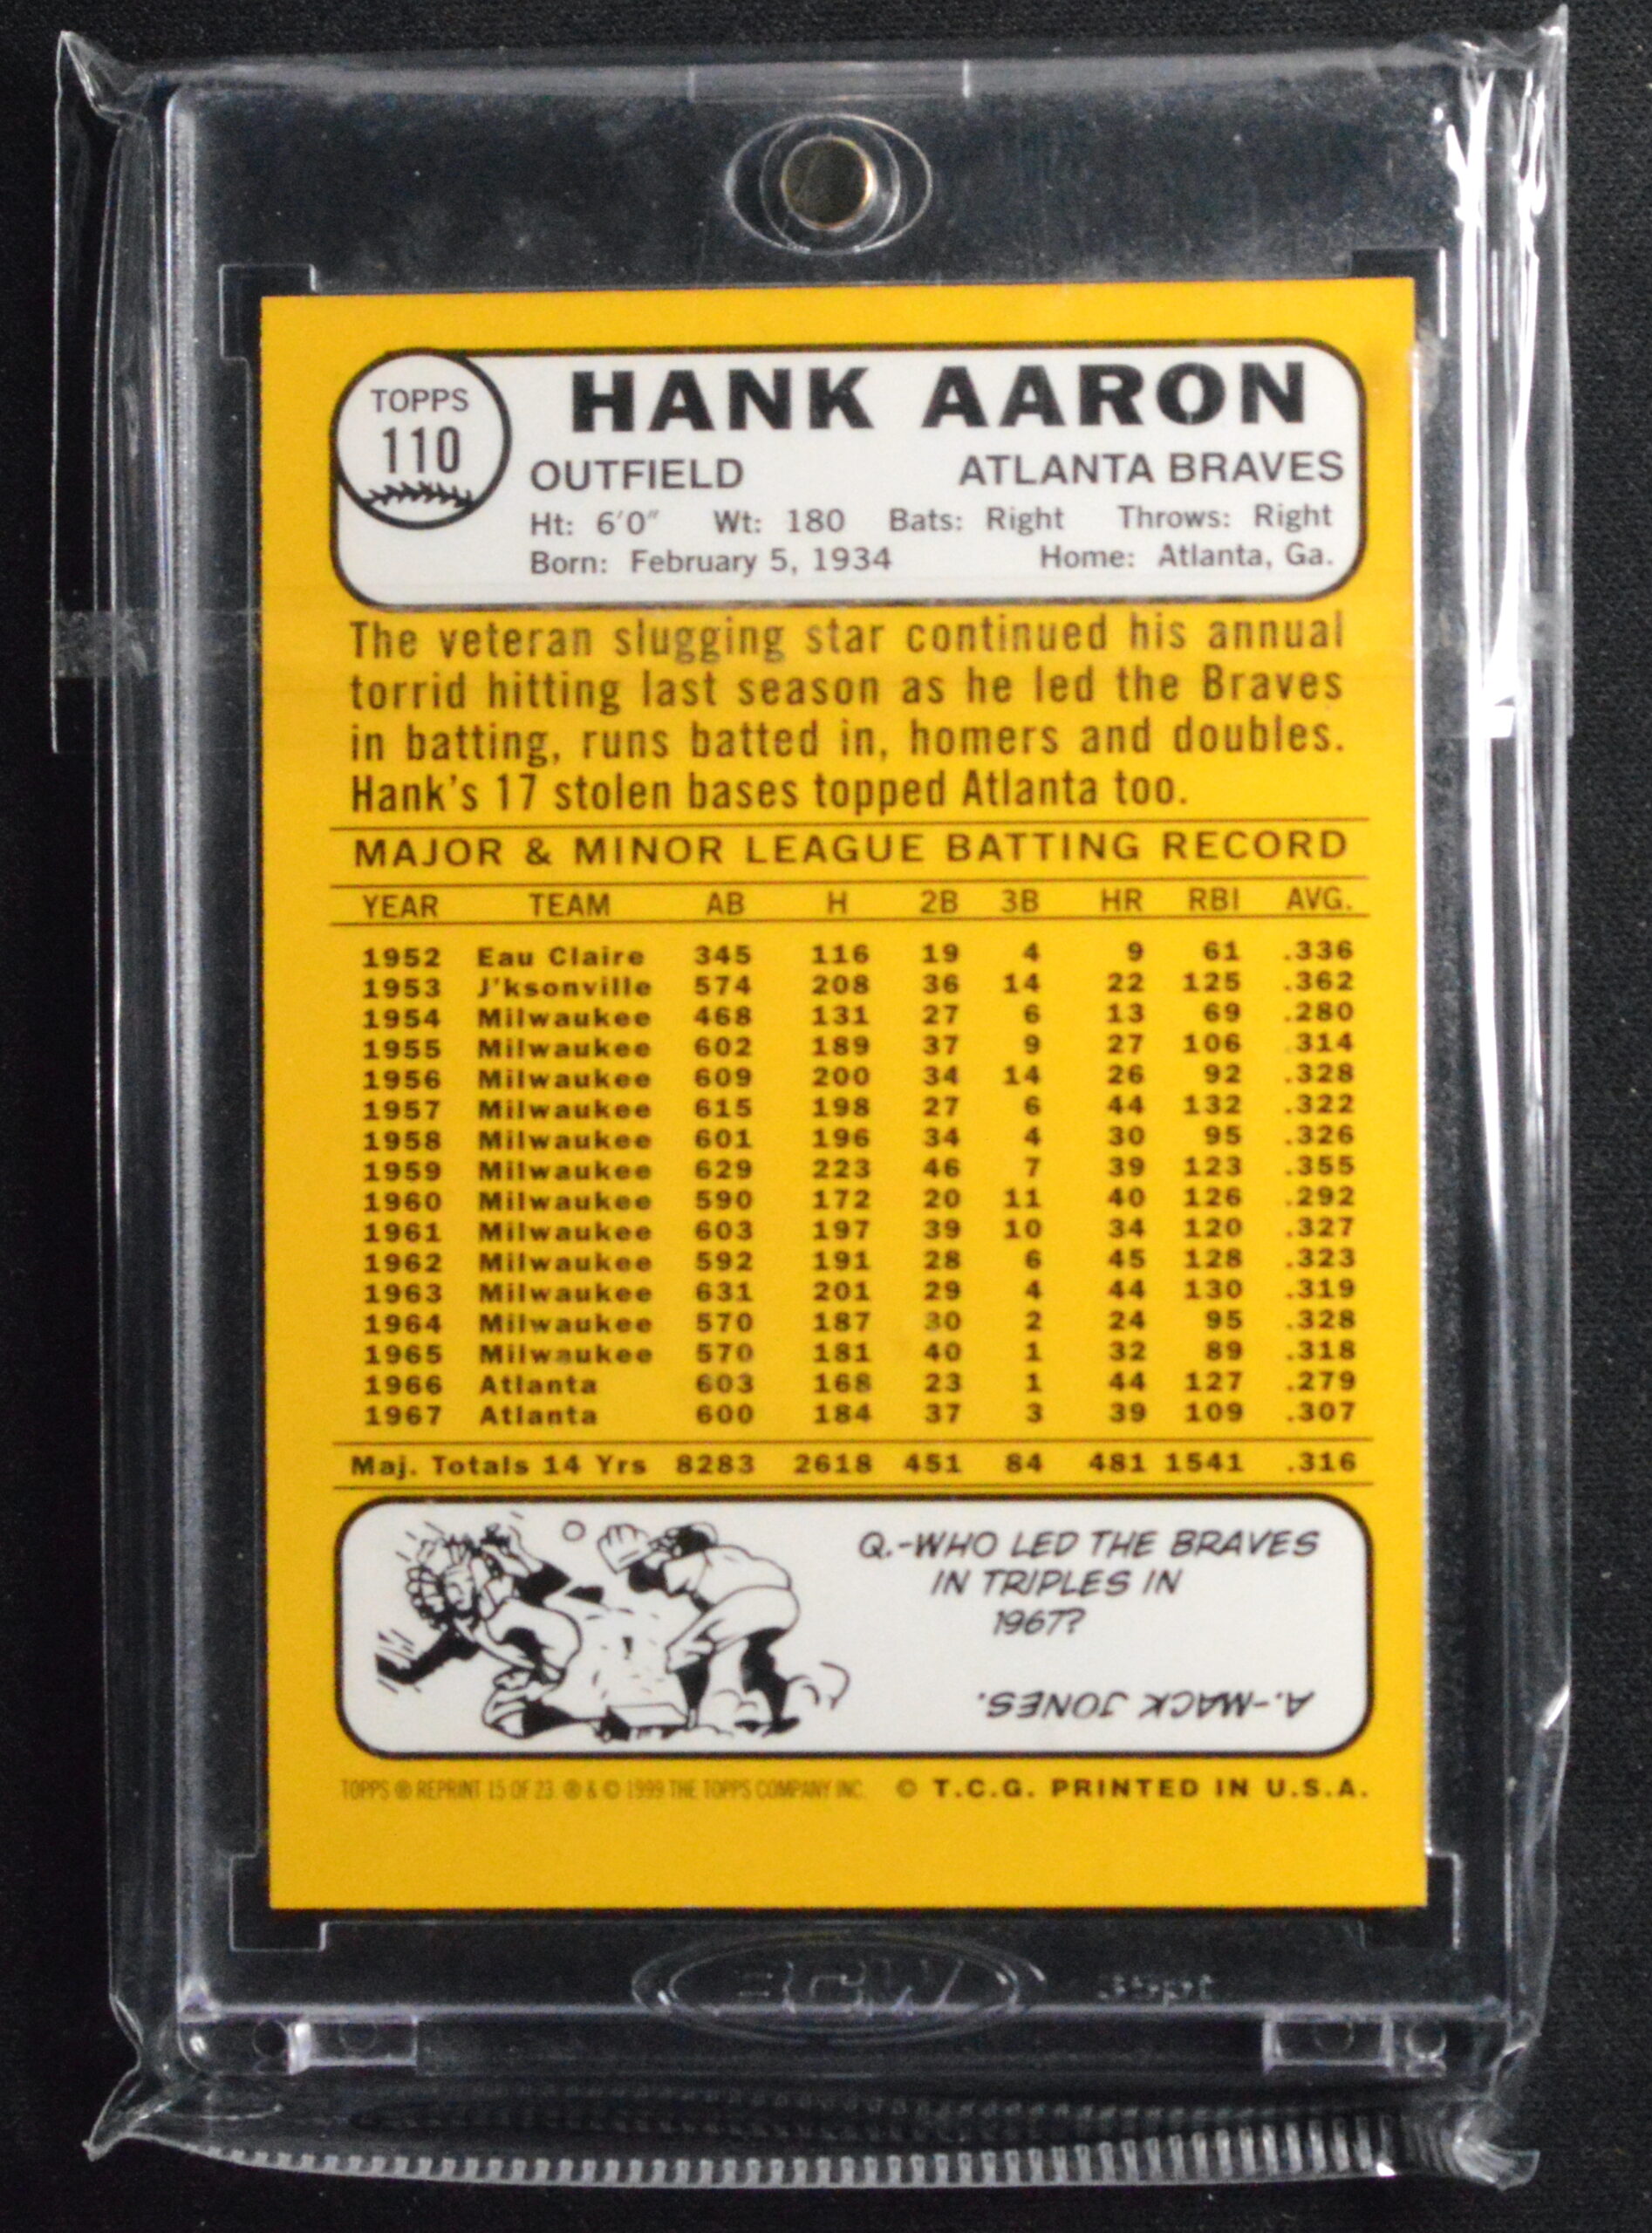 TOPPS
110
HANK AARON
OUTFIELD ATLANTA BRAVES
Ht: 6'0" Wt: 180 Bats: Right Throws: Right
Born: February 5, 1934 Home: Atlanta, Ga.
The veteran slugging star continued his annual
torrid hitting last season as he led the Braves
in batting, runs batted in, homers and doubles.
Hank's 17 stolen bases topped Atlanta too.
MAJOR & MINOR LEAGUE BATTING RECORD
YEAR TEAM AB H 2B 3B HR RBI AVG.
1952 Eau Claire 345 116 19 4 9 61 .336
1953 J'ksonville 574 208 36 14 22 125 .362
1954 Milwaukee 468 131 27 6 13 69 .280
1955 Milwaukee 602 189 37 9 27 106 .314
1956 Milwaukee 609 200 34 14 26 92 .328
1957 Milwaukee 615 198 27 6 44 132 .322
1958 Milwaukee 601 196 34 4 30 95 .326
1959 Milwaukee 629 223 46 7 39 123 .355
1960 Milwaukee 590 172 20 11 40 126 .292
1961 Milwaukee 603 197 39 10 34 120 .327
1962 Milwaukee 592 191 28 6 45 128 .323
1963 Milwaukee 631 201 29 4 44 130 .319
1964 Milwaukee 570 187 30 2 24 95 .328
1965 Milwaukee 570 181 40 1 32 89 .318
1966 Atlanta 603 168 23 1 44 127 .279
1967 Atlanta 600 184 37 3 39 109 .307
Maj. Totals 14 Yrs 8283 2618 451 84 481 1541 .316
Q.-WHO LED THE BRAVES
IN TRIPLES IN
1967?
A.-MACK JONES.
TOPPS ® REPRINT 15 OF 23 ® & © 1999 THE TOPPS COMPANY INC. © T.C.G. PRINTED IN U.S.A.